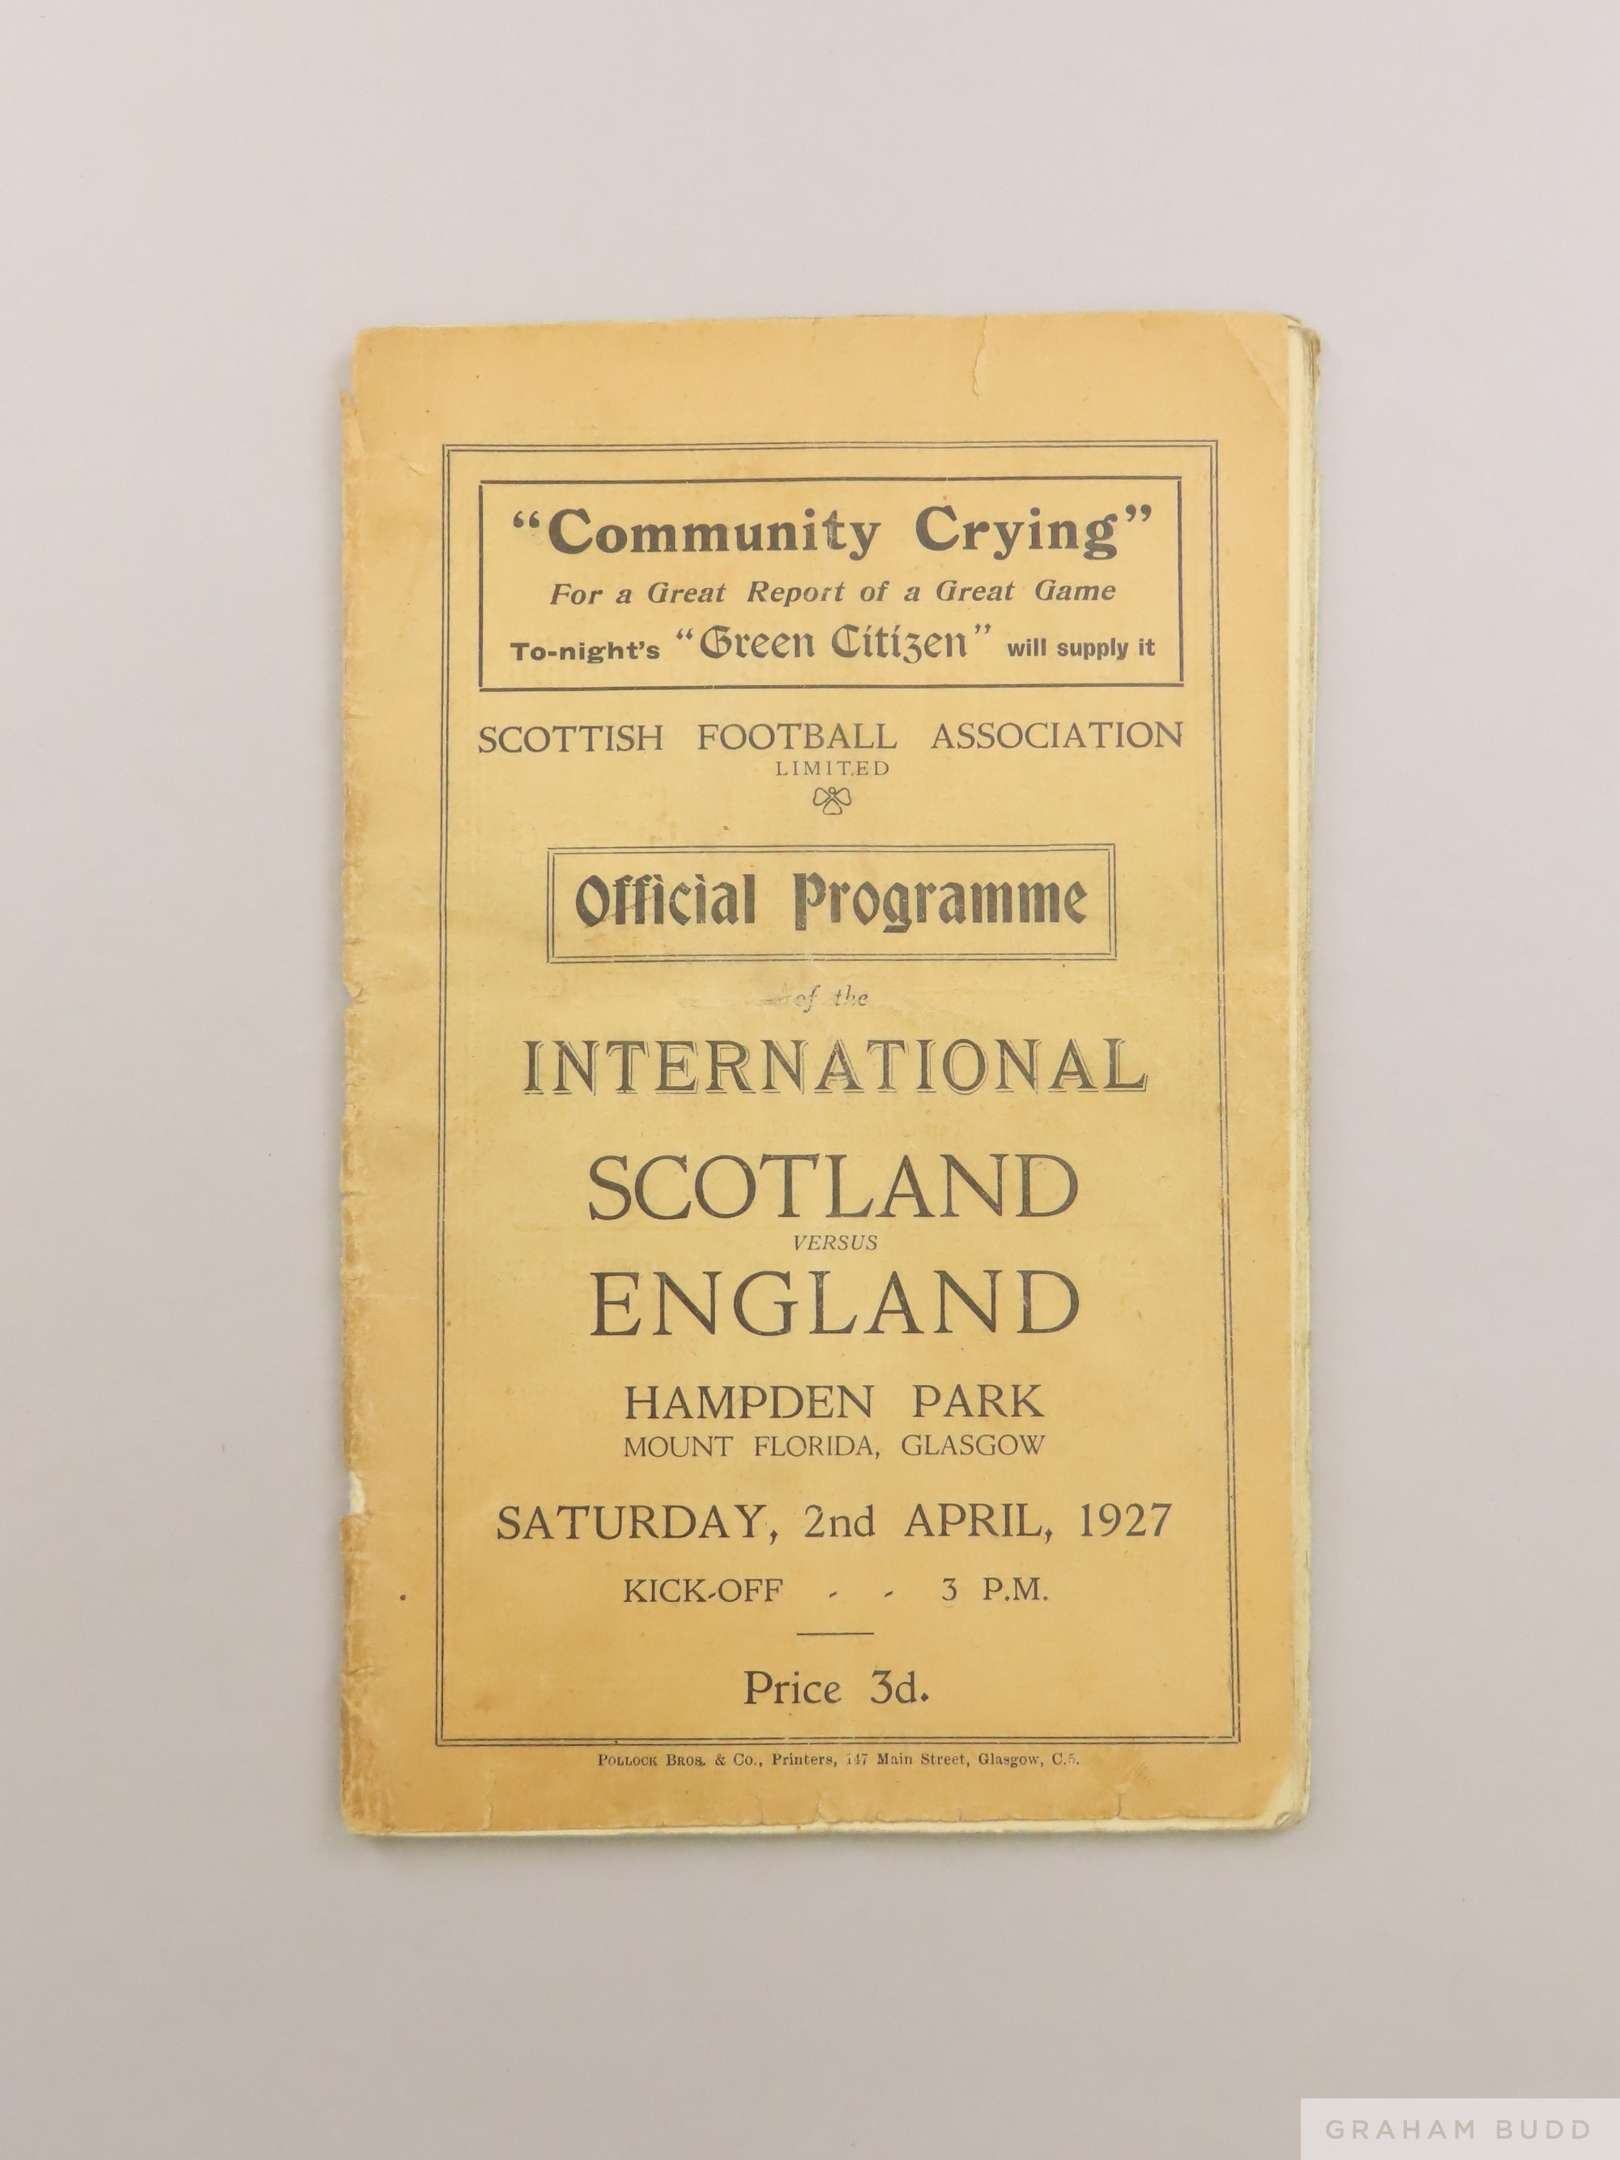 "Community Crying"
For a Great Report of a Great Game
To-night's "Green Citizen" will supply it
SCOTTISH FOOTBALL ASSOCIATION
LIMITED
Official Programme
of the
INTERNATIONAL
SCOTLAND
VERSUS
ENGLAND
HAMPDEN PARK
MOUNT FLORIDA, GLASGOW
SATURDAY, 2nd APRIL, 1927
KICK-OFF - - 3 P.M.
Price 3d.
POLLOCK BROS. & CO., Printers, 147 Main Street, Glasgow, C.5.
GRAHAM BUDD